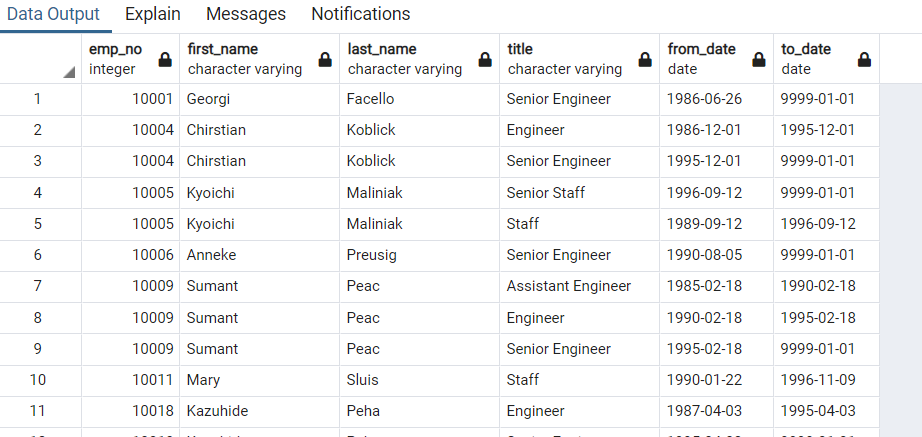 Data Output Explain Messages Notifications
emp_no first_name last_name title from_date to_date
integer character varying character varying character varying date date
1 10001 Georgi Facello Senior Engineer 1986-06-26 9999-01-01
2 10004 Chirstian Koblick Engineer 1986-12-01 1995-12-01
3 10004 Chirstian Koblick Senior Engineer 1995-12-01 9999-01-01
4 10005 Kyoichi Maliniak Senior Staff 1996-09-12 9999-01-01
5 10005 Kyoichi Maliniak Staff 1989-09-12 1996-09-12
6 10006 Anneke Preusig Senior Engineer 1990-08-05 9999-01-01
7 10009 Sumant Peac Assistant Engineer 1985-02-18 1990-02-18
8 10009 Sumant Peac Engineer 1990-02-18 1995-02-18
9 10009 Sumant Peac Senior Engineer 1995-02-18 9999-01-01
10 10011 Mary Sluis Staff 1990-01-22 1996-11-09
11 10018 Kazuhide Peha Engineer 1987-04-03 1995-04-03